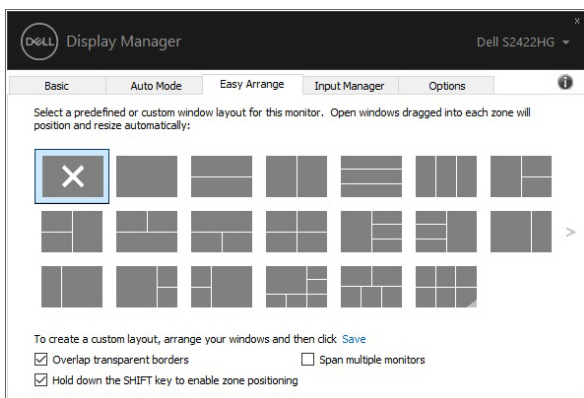 x
DELL Display Manager Dell S2422HG
Basic Auto Mode Easy Arrange Input Manager Options
Select a predefined or custom window layout for this monitor. Open windows dragged into each zone will
position and resize automatically:
>
To create a custom layout, arrange your windows and then click Save
Overlap transparent borders Span multiple monitors
Hold down the SHIFT key to enable zone positioning